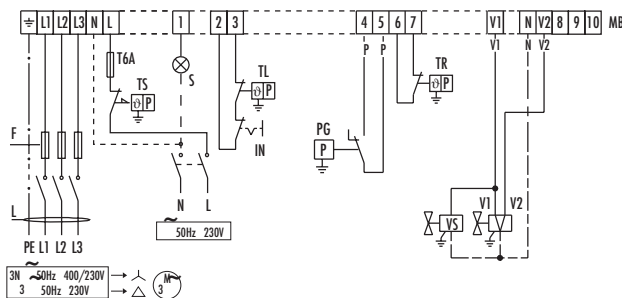 L1 L2 L3 N L 1 2 3 4 5 6 7 V1 N V2 8 9 10 MB
P P V1 N V2
T6A
S
TL
TR
TS
ϑ P
ϑ P
ϑ P
F
IN
PG
P
N L
~ 50Hz 230V
VS
V1 V2
L
PE L1 L2 L3
3N ~ 50Hz 400/230V
3 ~ 50Hz 230V
M
3 ~